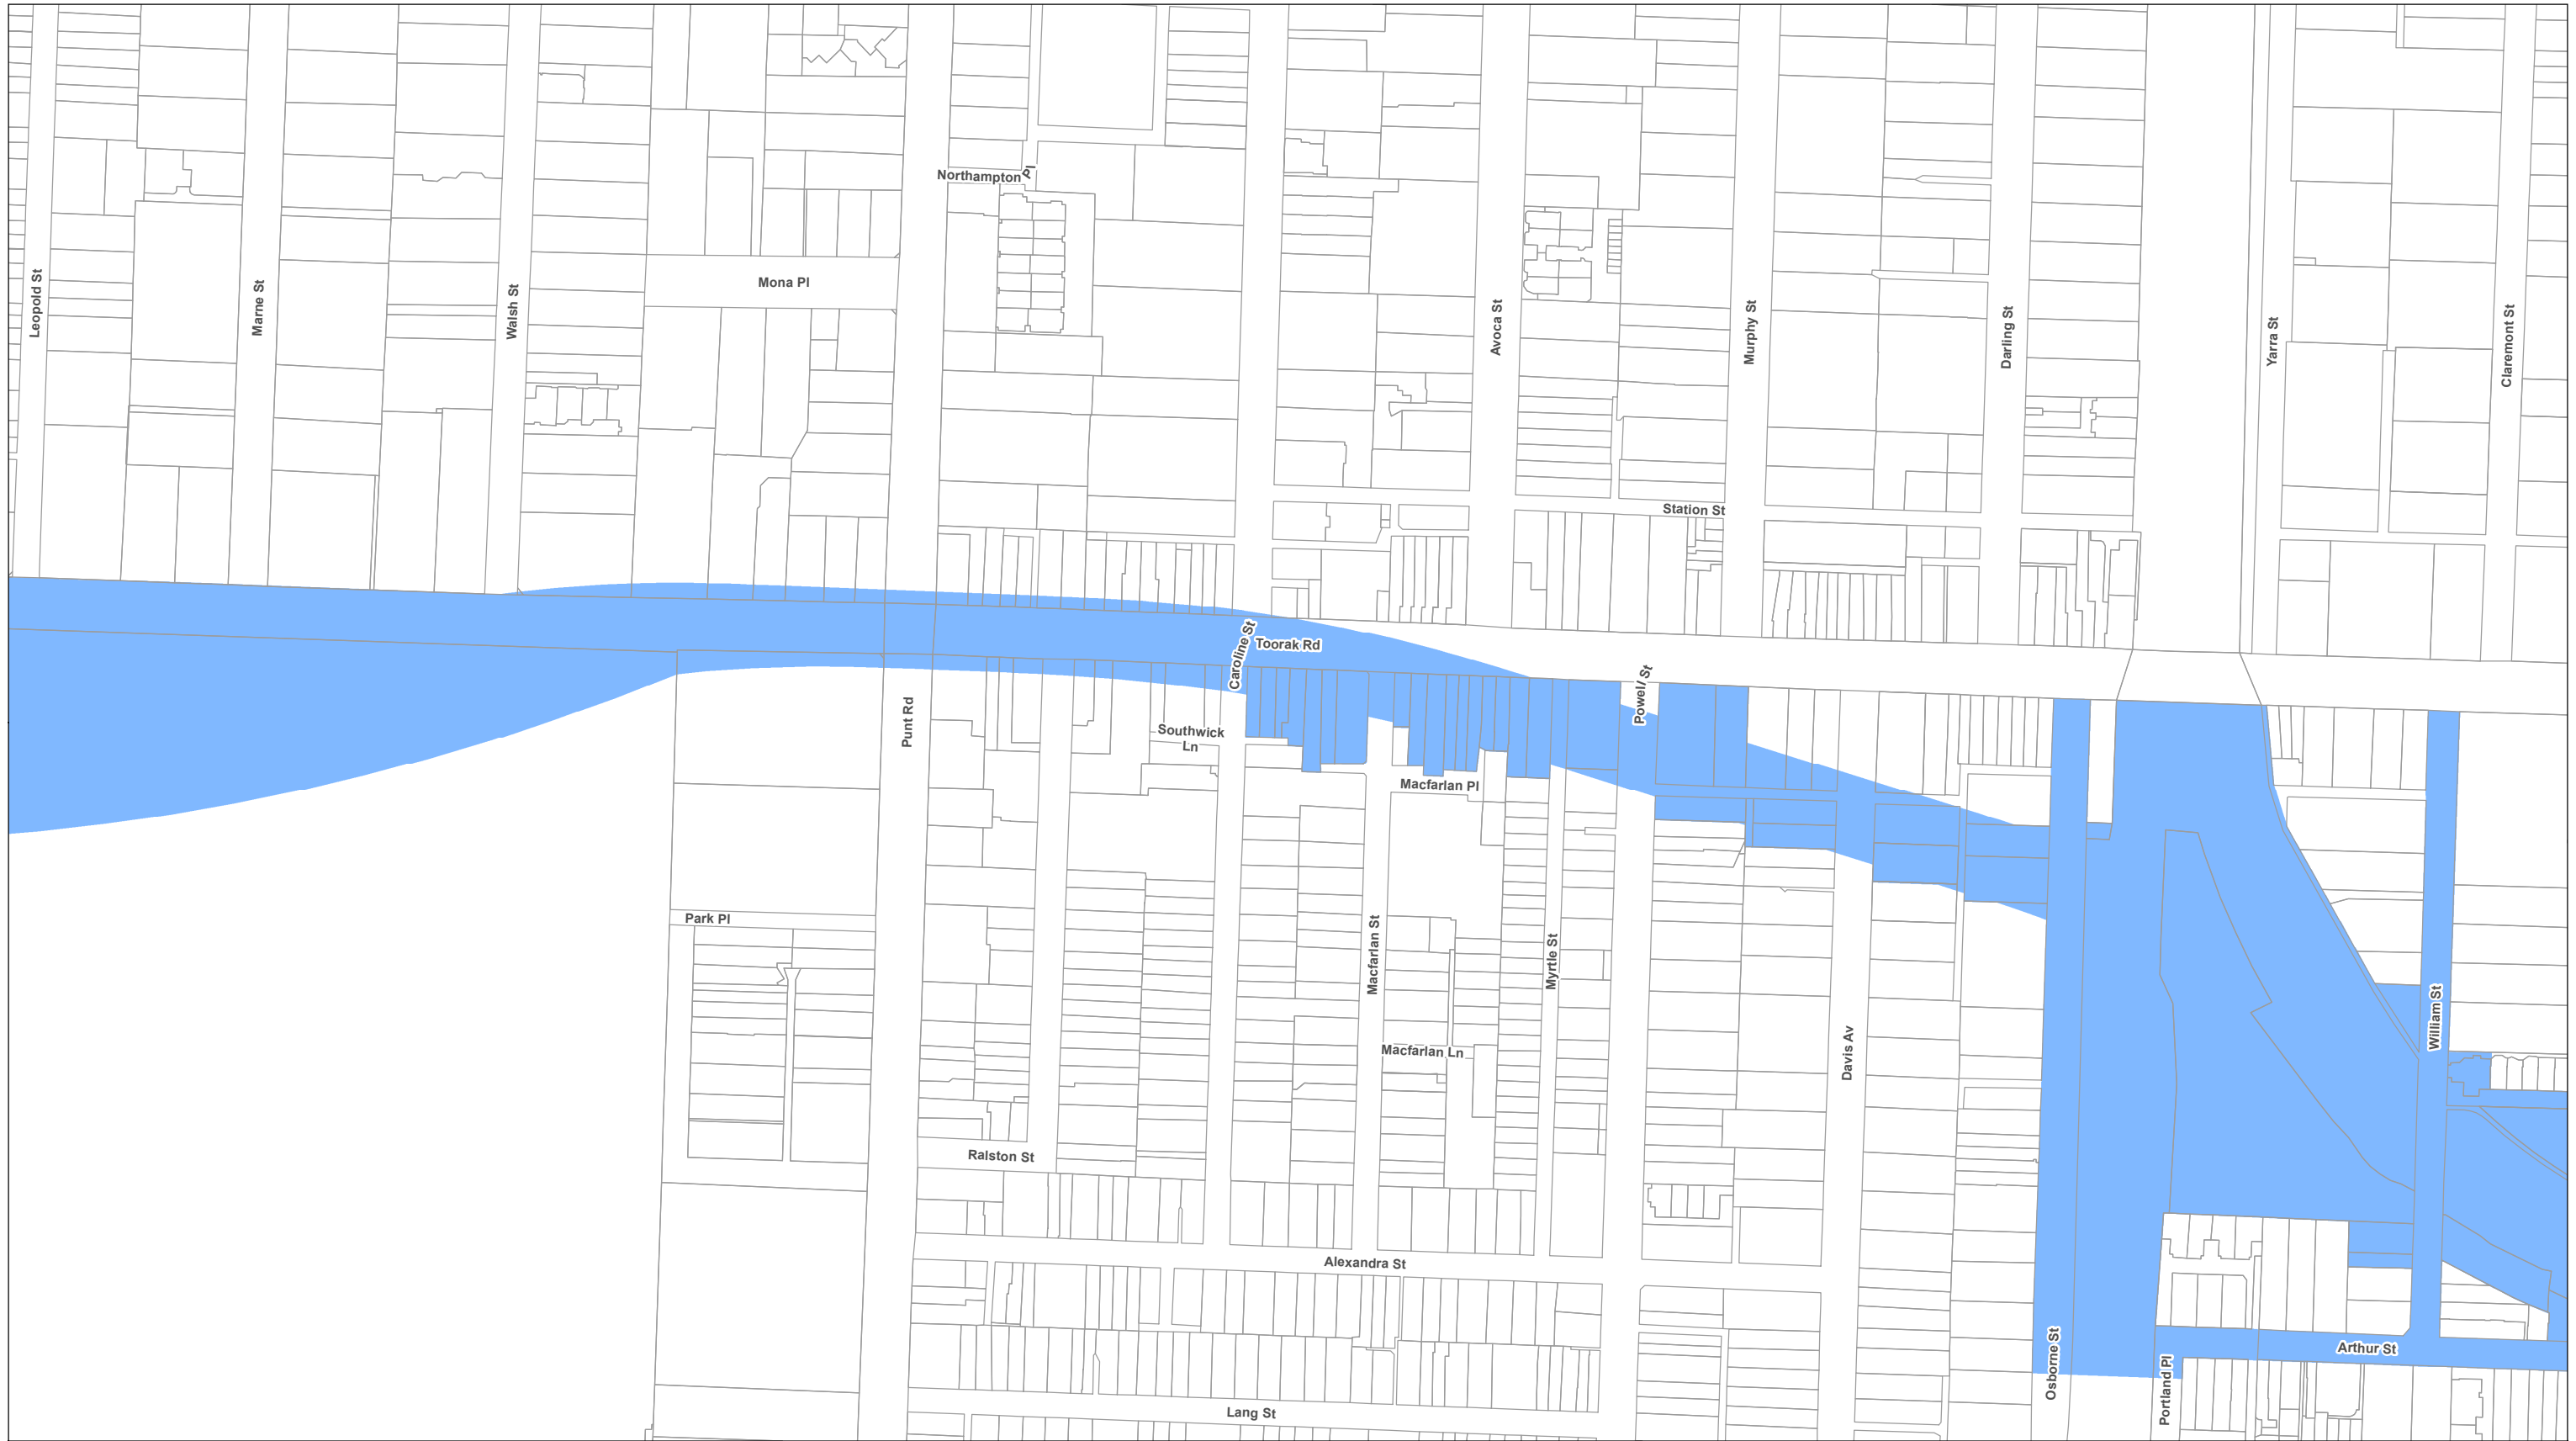 Northampton Pl
Mona Pl
Leopold St
Marne St
Walsh St
Avoca St
Murphy St
Darling St
Yarra St
Claremont St
Station St
Caroline St
Toorak Rd
Powell St
Punt Rd
Southwick
Ln
Macfarlan Pl
Park Pl
Macfarlan St
Myrtle St
William St
Macfarlan Ln
Davis Av
Ralston St
Alexandra St
Osborne St
Arthur St
Portland Pl
Lang St